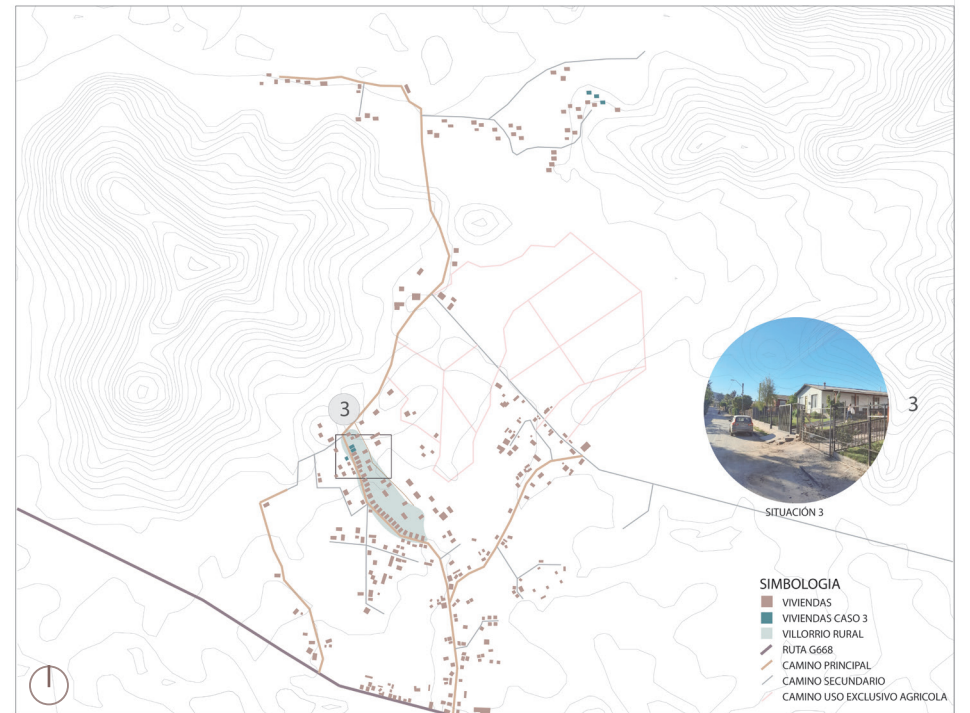 3
3
SITUACIÓN 3
SIMBOLOGIA
VIVIENDAS
VIVIENDAS CASO 3
VILLORRIO RURAL
RUTA G668
CAMINO PRINCIPAL
CAMINO SECUNDARIO
CAMINO USO EXCLUSIVO AGRICOLA